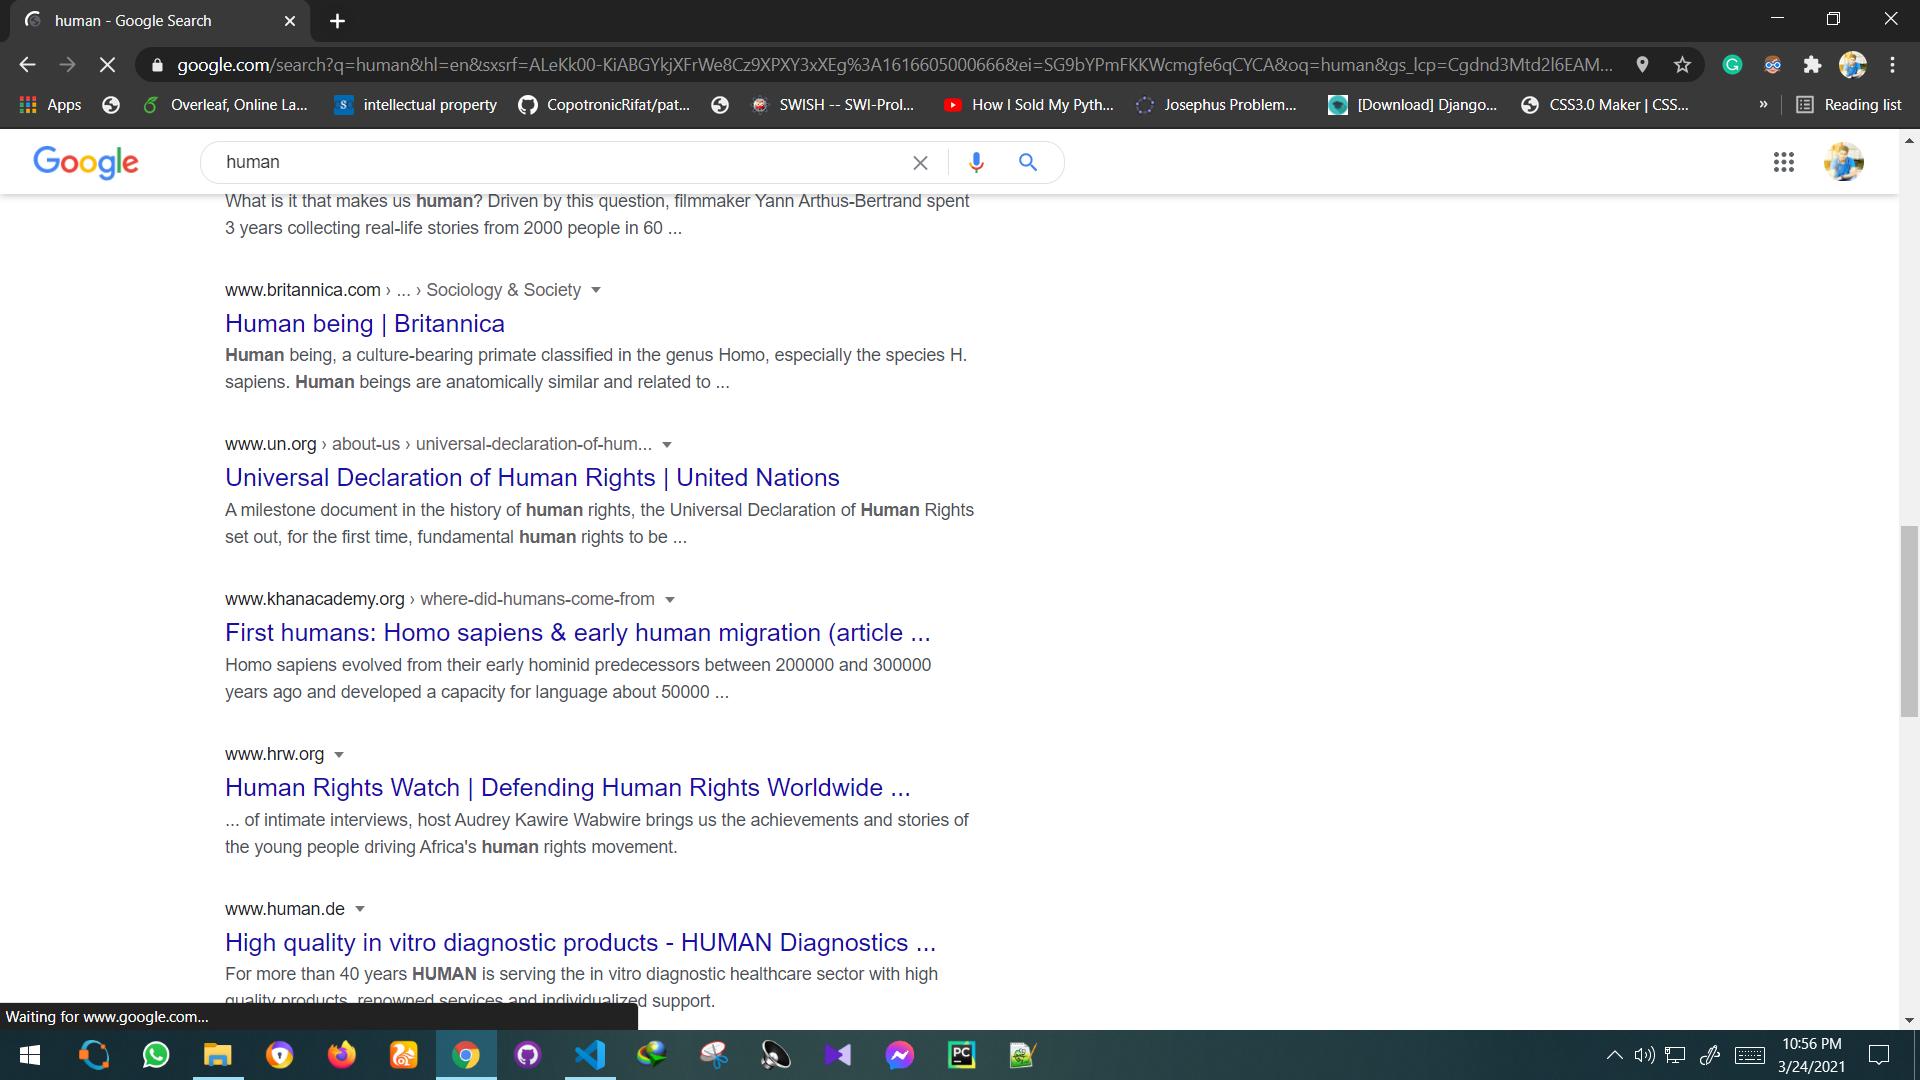 human - Google Search
google.com/search?q=human&hl=en&sxsrf=ALeKk00-KiABGYkjXFrWe8Cz9XPXY3xXEg%3A1616605000666&ei=SG9bYPmFKKWcmgfe6qCYCA&oq=human&gs_lcp=Cgdnd3Mtd2l6EAM...
Apps Overleaf, Online La... intellectual property CopotronicRifat/pat... SWISH -- SWI-Prol... How I Sold My Pyth... Josephus Problem... [Download] Django... CSS3.0 Maker | CSS... » Reading list
Google human
What is it that makes us human? Driven by this question, filmmaker Yann Arthus-Bertrand spent
3 years collecting real-life stories from 2000 people in 60 ...
www.britannica.com › ... › Sociology & Society
Human being | Britannica
Human being, a culture-bearing primate classified in the genus Homo, especially the species H.
sapiens. Human beings are anatomically similar and related to ...
www.un.org › about-us › universal-declaration-of-hum...
Universal Declaration of Human Rights | United Nations
A milestone document in the history of human rights, the Universal Declaration of Human Rights
set out, for the first time, fundamental human rights to be ...
www.khanacademy.org › where-did-humans-come-from
First humans: Homo sapiens & early human migration (article ...
Homo sapiens evolved from their early hominid predecessors between 200000 and 300000
years ago and developed a capacity for language about 50000 ...
www.hrw.org
Human Rights Watch | Defending Human Rights Worldwide ...
... of intimate interviews, host Audrey Kawire Wabwire brings us the achievements and stories of
the young people driving Africa's human rights movement.
www.human.de
High quality in vitro diagnostic products - HUMAN Diagnostics ...
For more than 40 years HUMAN is serving the in vitro diagnostic healthcare sector with high
quality products, renowned services and individualized support.
Waiting for www.google.com...
PC
10:56 PM
3/24/2021